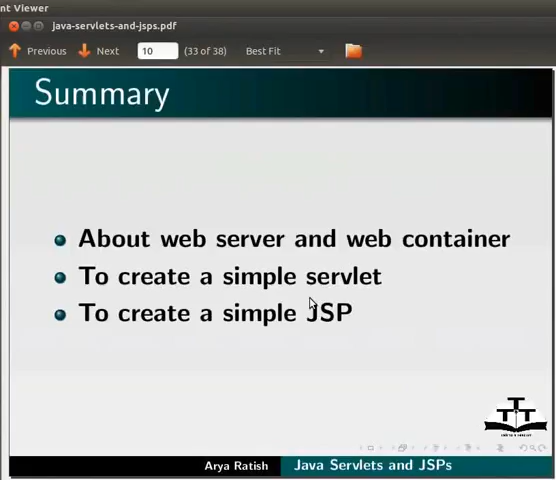 nt Viewer
java-servlets-and-jsps.pdf
Previous Next 10 (33 of 38) Best Fit
Summary
About web server and web container
To create a simple servlet
To create a simple JSP
Arya Ratish Java Servlets and JSPs